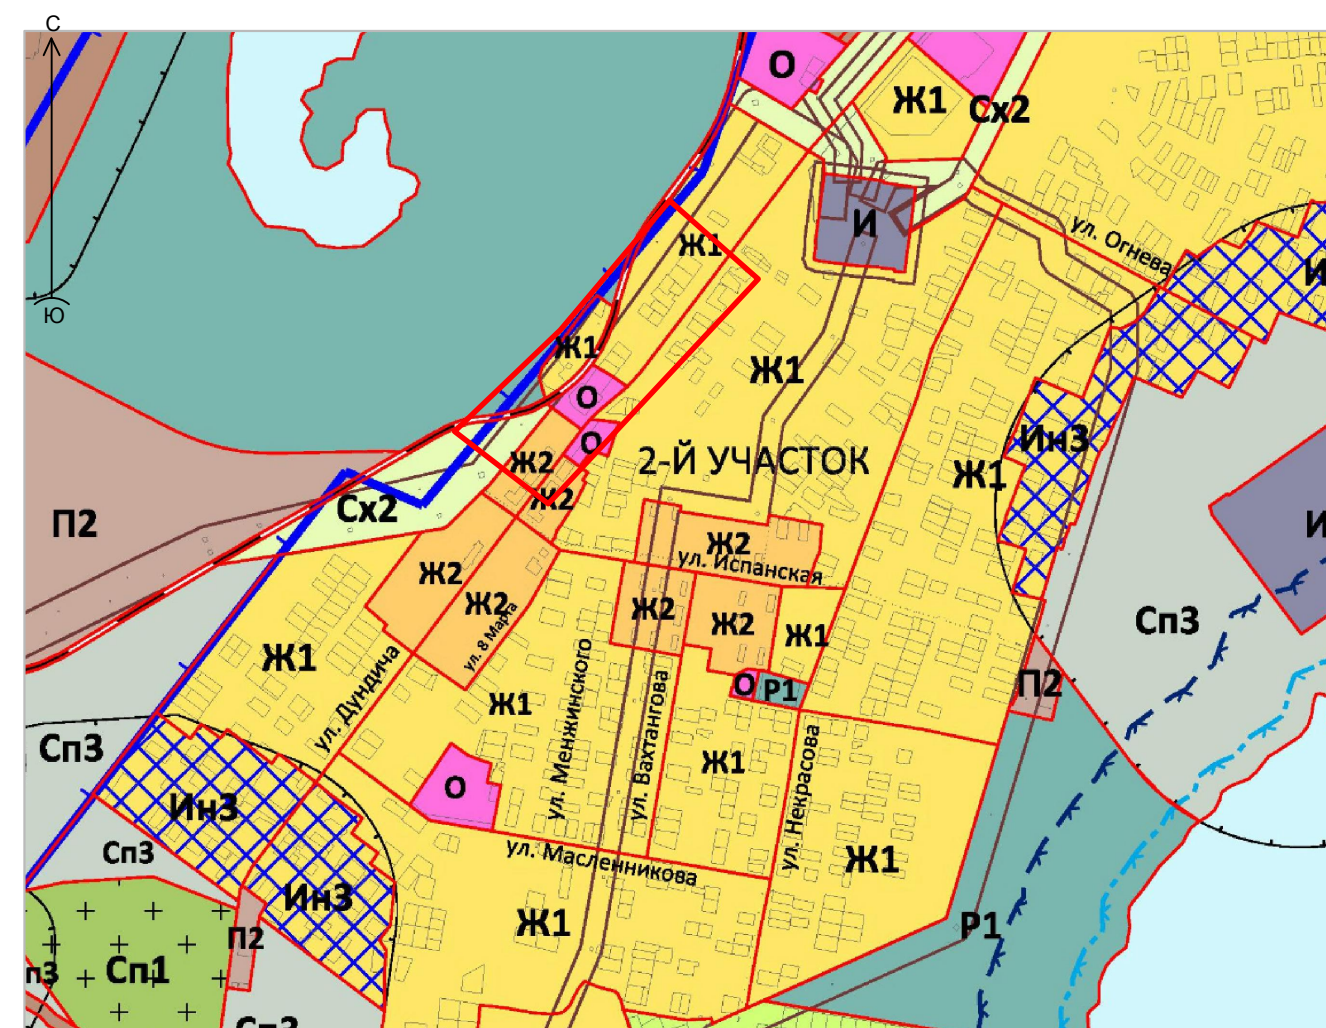 С
О
Ж1
Сх2
И
ул. Огнева
Ж1
И
Ю
Ж1
Ж1
О
Ин3
О
2-Й УЧАСТОК
Ж2
Ж1
Ж2
Сх2
П2
И
Ж2
ул. Испанская
Ж2
Ж2
Ж2
Ж2
Ж1
Сп3
ул. 8 Марта
Ж1
О
Р1
П2
ул. Дундича
Ж1
ул. Менжинского
ул. Вахтангова
ул. Некрасова
Сп3
Ж1
О
Ин3
Сп3
ул. Масленникова
Ж1
Ин3
Ж1
Р1
П2
п3
Сп1
Сп3